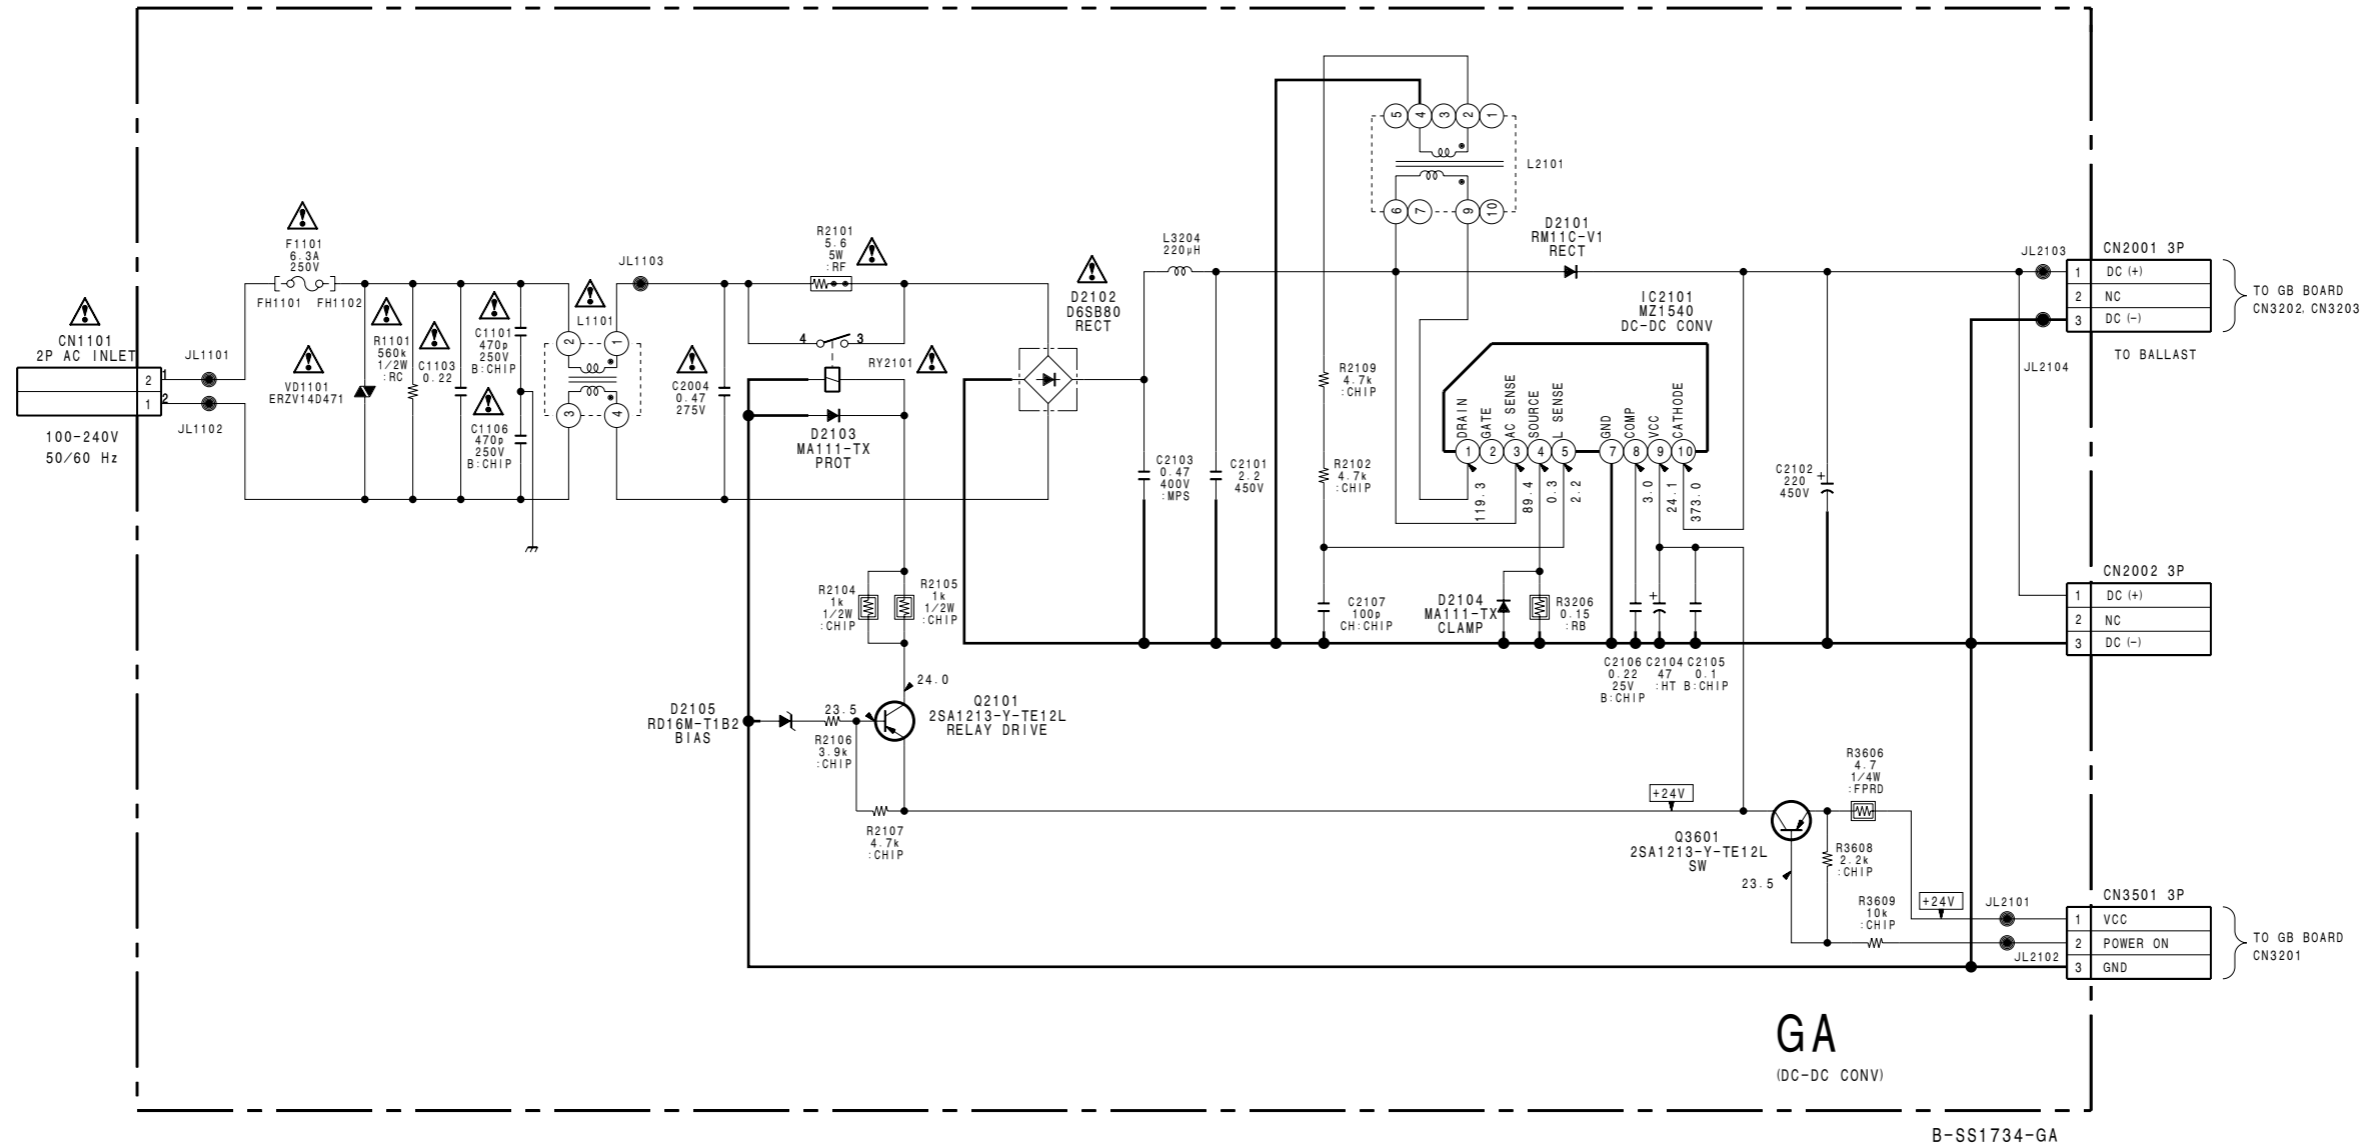 F1101
6.3A
250V
FH1101
FH1102
CN1101
2P AC INLET
JL1101
2
1
1
2
JL1102
100-240V
50/60 Hz
VD1101
ERZV14D471
R1101
560k
1/2W
:RC
C1103
0.22
C1101
470p
250V
B:CHIP
C1106
470p
250V
B:CHIP
L1101
2
1
3
4
JL1103
R2101
5.6
5W
:RF
4
3
RY2101
C2004
0.47
275V
D2103
MA111-TX
PROT
D2102
D6SB80
RECT
L3204
220μH
C2103
0.47
400V
:MPS
C2101
2.2
450V
5
4
3
2
1
L2101
6
7
9
10
D2101
RM11C-V1
RECT
IC2101
MZ1540
DC-DC CONV
DRAIN
GATE
AC SENSE
SOURCE
L SENSE
GND
COMP
VCC
CATHODE
1
2
3
4
5
7
8
9
10
119.3
89.4
0.3
2.2
3.0
24.1
373.0
R2109
4.7k
:CHIP
R2102
4.7k
:CHIP
C2102
220
450V
+
R2104
1k
1/2W
:CHIP
R2105
1k
1/2W
:CHIP
C2107
100p
CH:CHIP
D2104
MA111-TX
CLAMP
R3206
0.15
:RB
+
C2106
0.22
25V
B:CHIP
C2104
47
:HT
C2105
0.1
B:CHIP
24.0
D2105
RD16M-T1B2
BIAS
23.5
R2106
3.9k
:CHIP
Q2101
2SA1213-Y-TE12L
RELAY DRIVE
R2107
4.7k
:CHIP
+24V
Q3601
2SA1213-Y-TE12L
SW
23.5
R3606
4.7
1/4W
:FPRD
R3608
2.2k
:CHIP
R3609
10k
:CHIP
+24V
JL2101
JL2102
JL2103
JL2104
CN2001 3P
1 DC (+)
2 NC
3 DC (-)
TO GB BOARD
CN3202, CN3203
TO BALLAST
CN2002 3P
1 DC (+)
2 NC
3 DC (-)
CN3501 3P
1 VCC
2 POWER ON
3 GND
TO GB BOARD
CN3201
GA
(DC-DC CONV)
B-SS1734-GA